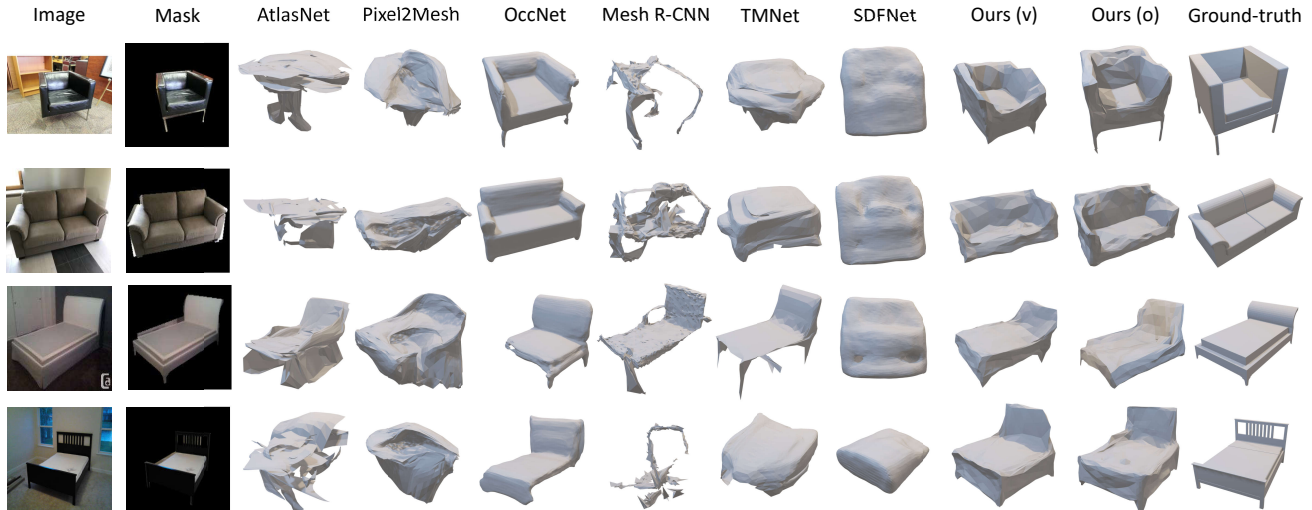 Image Mask AtlasNet Pixel2Mesh OccNet Mesh R-CNN TMNet SDFNet Ours (v) Ours (o) Ground-truth